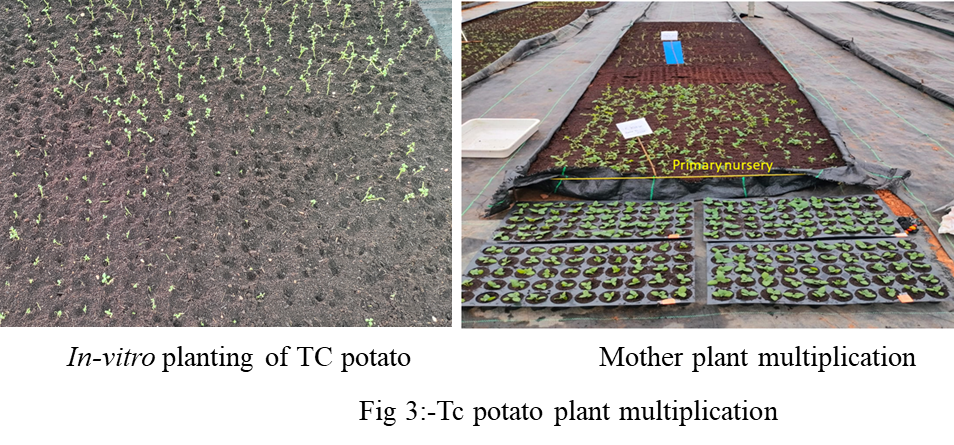 Primary nursery
In-vitro planting of TC potato
Mother plant multiplication
Fig 3:-Tc potato plant multiplication